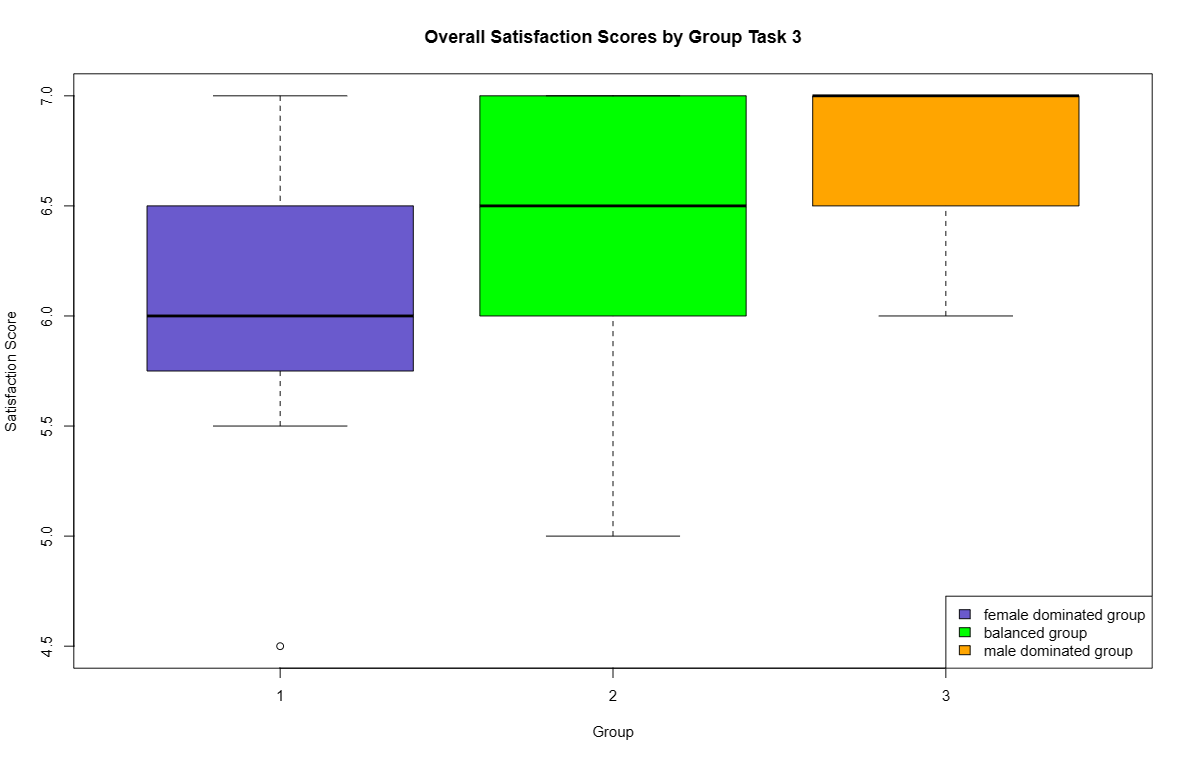 Overall Satisfaction Scores by Group Task 3
Satisfaction Score
7.0
6.5
6.0
5.5
5.0
4.5
1 2 3
Group
female dominated group
balanced group
male dominated group